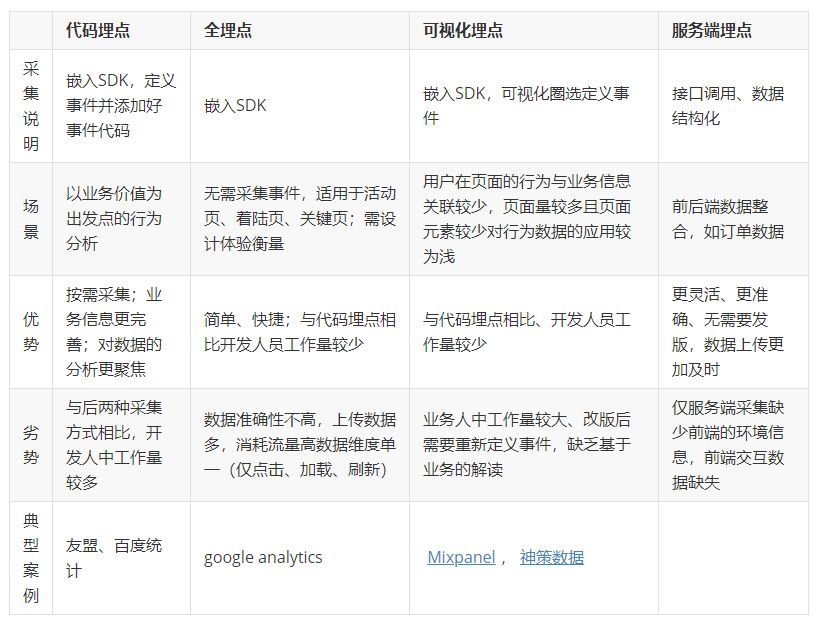 代码埋点
全埋点
可视化埋点
服务端埋点
采
集
说
明
嵌入SDK，定义
事件并添加好
事件代码
嵌入SDK
嵌入SDK，可视化圈选定义事
件
接口调用、数据
结构化
场
景
以业务价值为
出发点的行为
分析
无需采集事件，适用于活动
页、着陆页、关键页；需设
计体验衡量
用户在页面的行为与业务信息
关联较少，页面量较多且页面
元素较少对行为数据的应用较
为浅
前后端数据整
合，如订单数据
优
势
按需采集；业
务信息更完
善；对数据的
分析更聚焦
简单、快捷；与代码埋点相
比开发人员工作量较少
与代码埋点相比、开发人员工
作量较少
更灵活、更准
确、无需要发
版，数据上传更
加及时
劣
势
与后两种采集
方式相比，开
发人中工作量
较多
数据准确性不高，上传数据
多，消耗流量高数据维度单
一（仅点击、加载、刷新）
业务人中工作量较大、改版后
需要重新定义事件，缺乏基于
业务的解读
仅服务端采集缺
少前端的环境信
息，前端交互数
据缺失
典
型
案
例
友盟、百度统
计
google analytics
Mixpanel ，神策数据